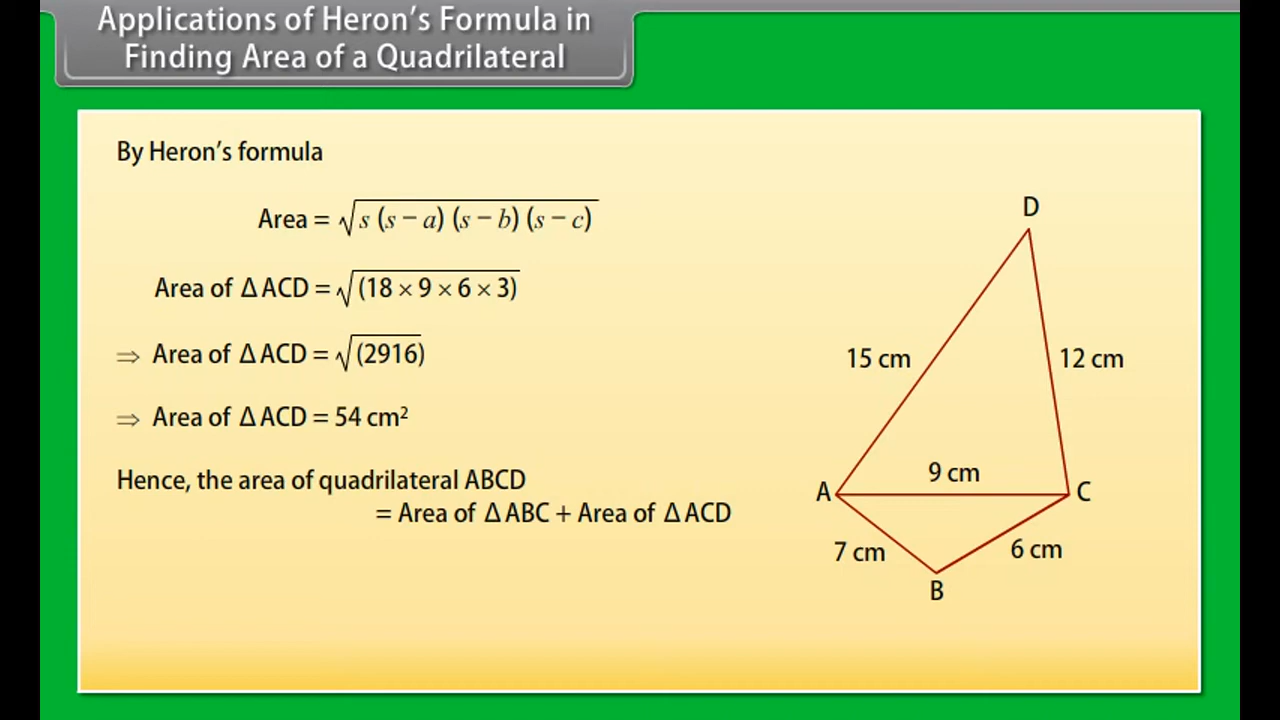 Applications of Heron's Formula in
Finding Area of a Quadrilateral
By Heron's formula
Area = √s (s − a) (s − b) (s − c)
Area of Δ ACD = √(18 × 9 × 6 × 3)
⇒ Area of Δ ACD = √(2916)
⇒ Area of Δ ACD = 54 cm²
Hence, the area of quadrilateral ABCD
= Area of Δ ABC + Area of Δ ACD
D
15 cm
12 cm
9 cm
A
C
7 cm
6 cm
B